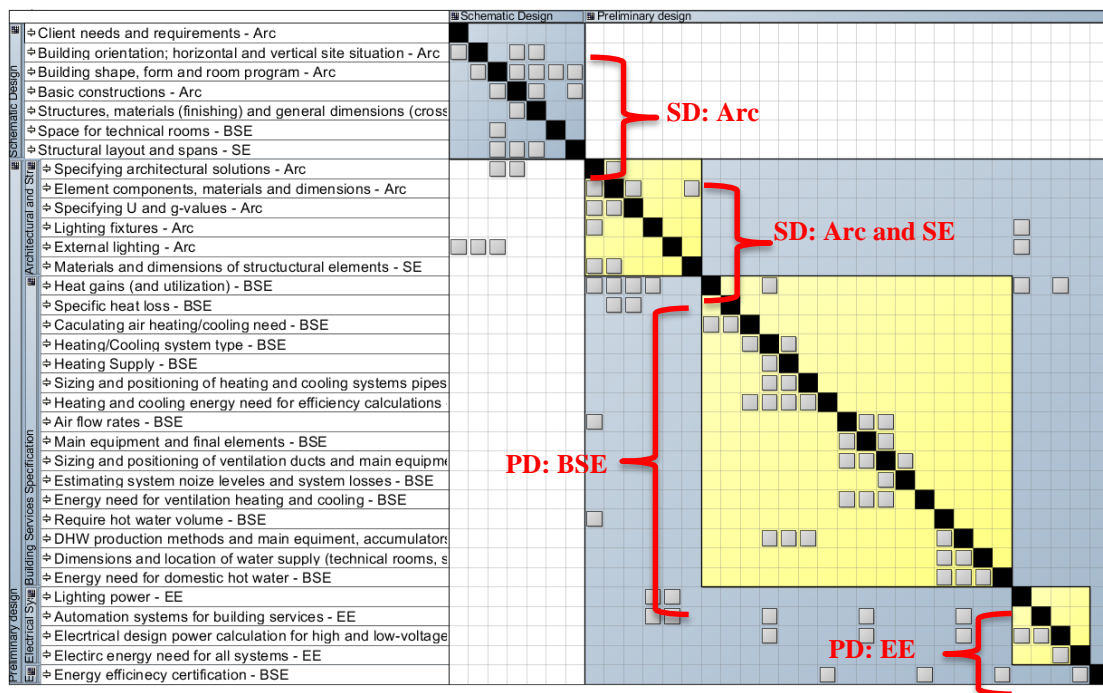 Schematic Design
Preliminary design
Schematic Design
Client needs and requirements - Arc
Building orientation; horizontal and vertical site situation - Arc
Building shape, form and room program - Arc
Basic constructions - Arc
Structures, materials (finishing) and general dimensions (cross
Space for technical rooms - BSE
Structural layout and spans - SE
SD: Arc
Preliminary design
Architectural and Str
Specifying architectural solutions - Arc
Element components, materials and dimensions - Arc
Specifying U and g-values - Arc
Lighting fixtures - Arc
External lighting - Arc
Materials and dimensions of structuctural elements - SE
SD: Arc and SE
Building Services Specification
Heat gains (and utilization) - BSE
Specific heat loss - BSE
Caculating air heating/cooling need - BSE
Heating/Cooling system type - BSE
Heating Supply - BSE
Sizing and positioning of heating and cooling systems pipes
Heating and cooling energy need for efficiency calculations -
Air flow rates - BSE
Main equipment and final elements - BSE
Sizing and positioning of ventilation ducts and main equipme
Estimating system noize leveles and system losses - BSE
Energy need for ventilation heating and cooling - BSE
Require hot water volume - BSE
DHW production methods and main equiment, accumulators
Dimensions and location of water supply (technical rooms, s
Energy need for domestic hot water - BSE
PD: BSE
Electrical Sy
Lighting power - EE
Automation systems for building services - EE
Elecrtrical design power calculation for high and low-voltage
Electirc energy need for all systems - EE
PD: EE
E
Energy efficinecy certification - BSE